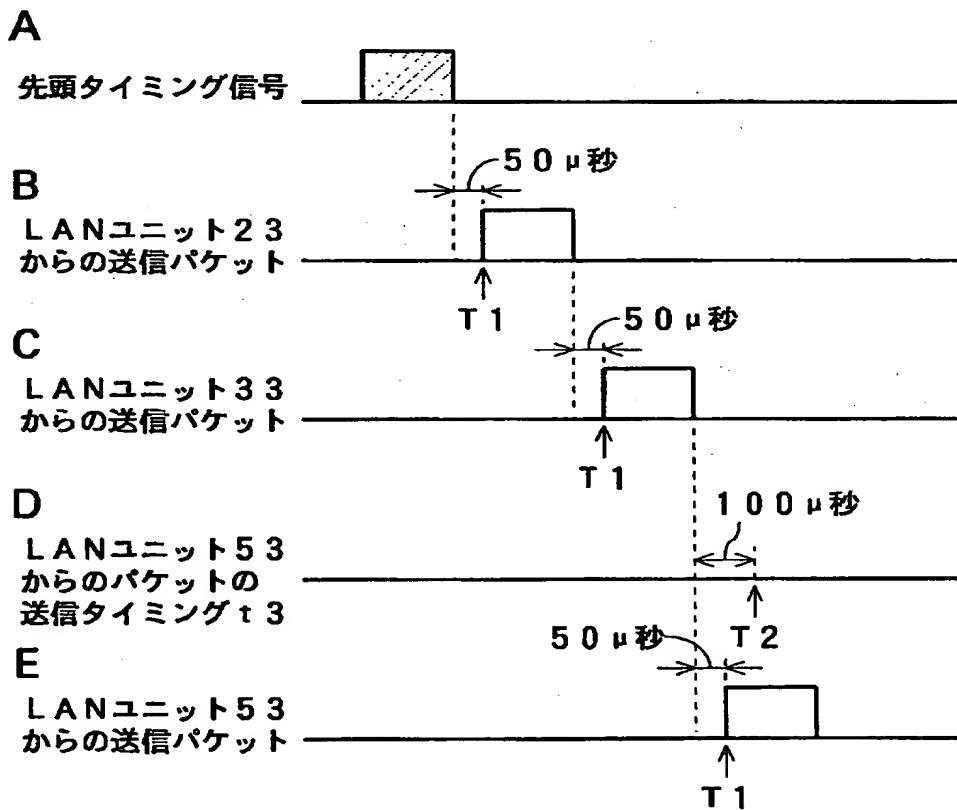 A
先頭タイミング信号
50μ秒
B
LANユニット23
からの送信パケット
T1
50μ秒
C
LANユニット33
からの送信パケット
T1
D
100μ秒
LANユニット53
からのパケットの
送信タイミングt3
T2
50μ秒
E
LANユニット53
からの送信パケット
T1